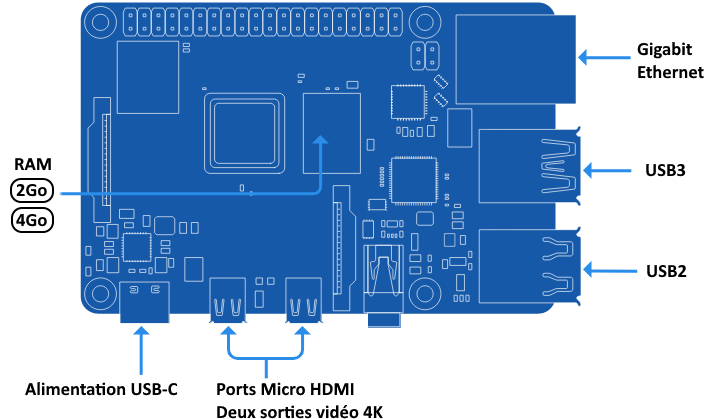 Gigabit
Ethernet
RAM
2Go
4Go
USB3
USB2
Alimentation USB-C
Ports Micro HDMI
Deux sorties vidéo 4K